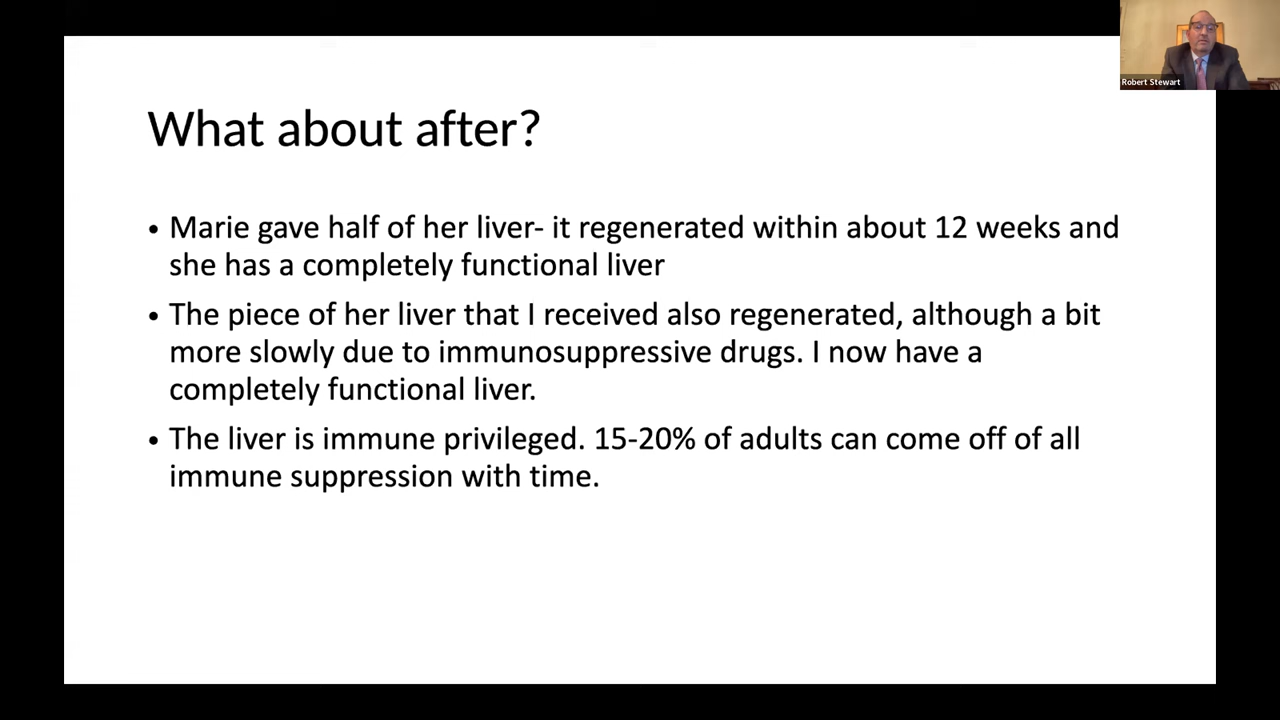 Robert Stewart
What about after?
• Marie gave half of her liver- it regenerated within about 12 weeks and
she has a completely functional liver
• The piece of her liver that I received also regenerated, although a bit
more slowly due to immunosuppressive drugs. I now have a
completely functional liver.
• The liver is immune privileged. 15-20% of adults can come off of all
immune suppression with time.